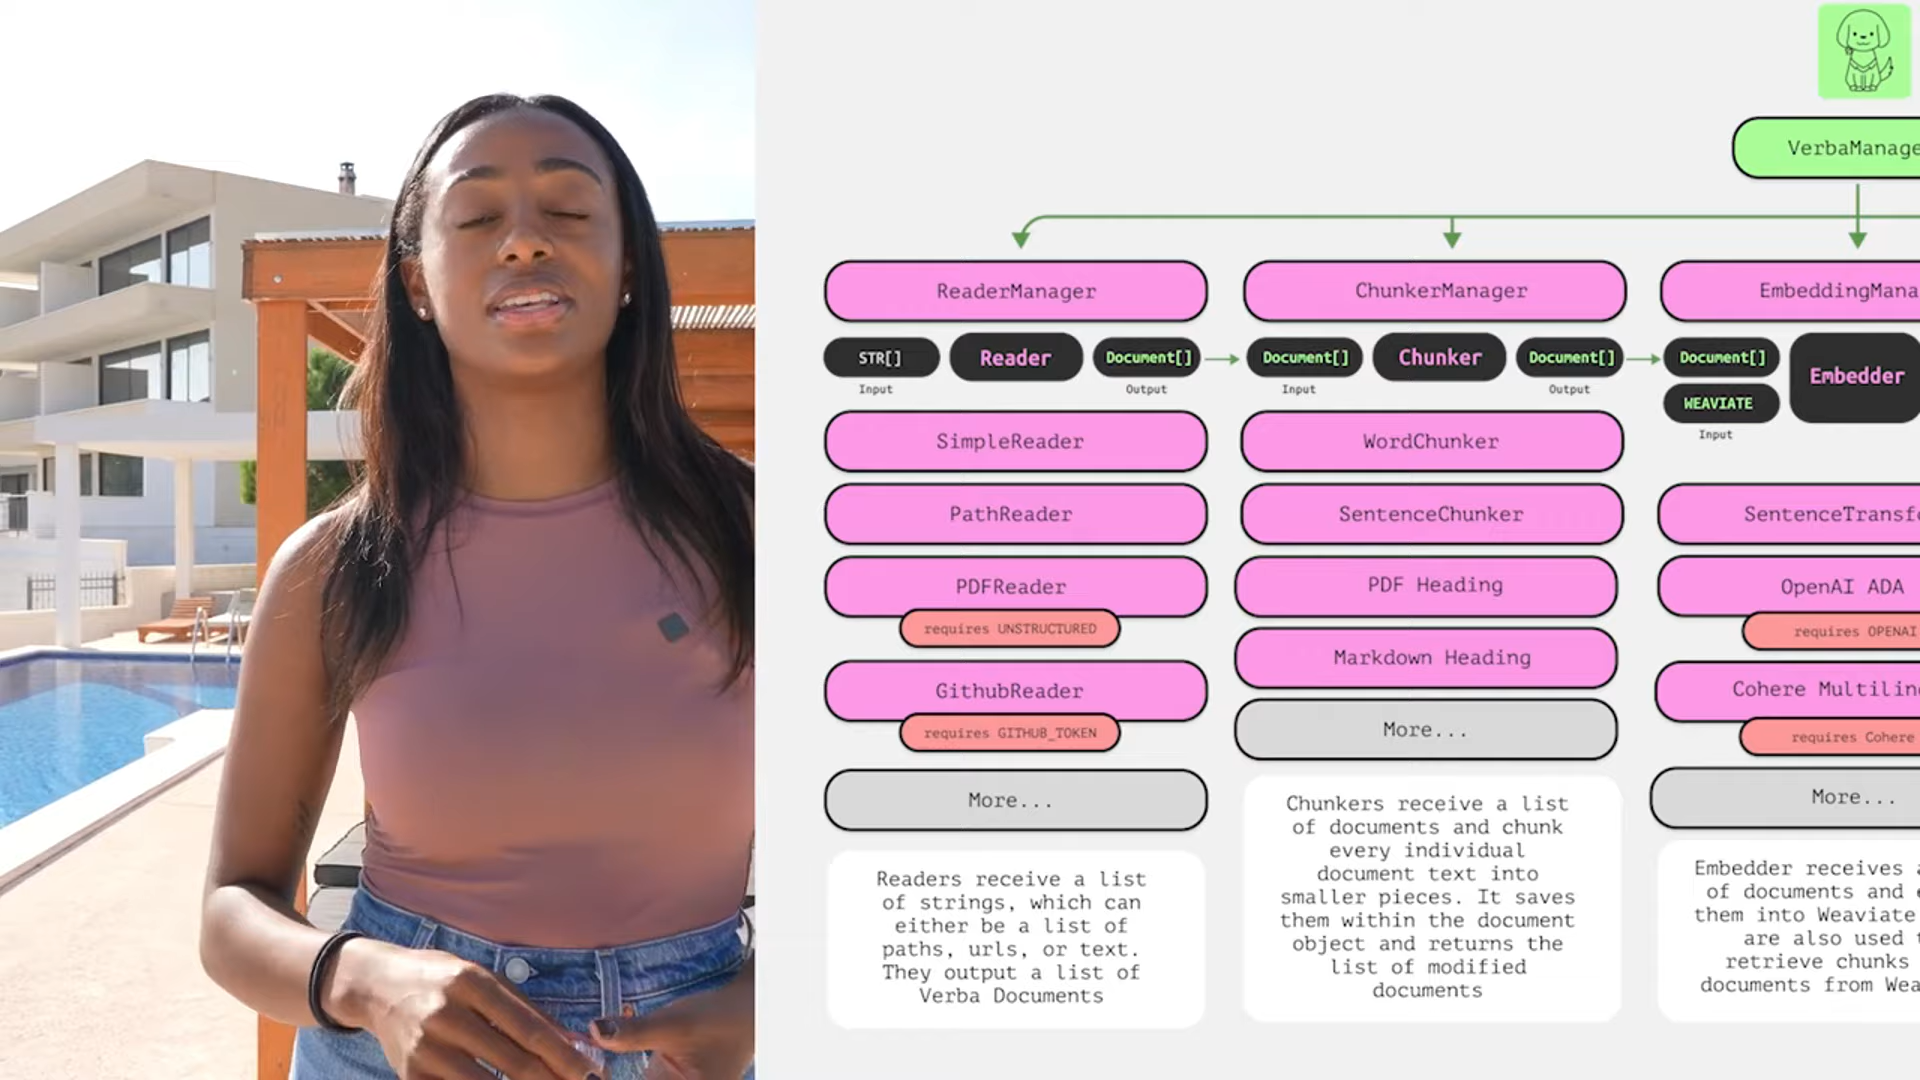 VerbaManage
ReaderManager
STR[]
Reader
Document[]
Input
Output
SimpleReader
PathReader
PDFReader
requires UNSTRUCTURED
GithubReader
requires GITHUB_TOKEN
More...
Readers receive a list
of strings, which can
either be a list of
paths, urls, or text.
They output a list of
Verba Documents
ChunkerManager
Document[]
Chunker
Document[]
Input
Output
WordChunker
SentenceChunker
PDF Heading
Markdown Heading
More...
Chunkers receive a list
of documents and chunk
every individual
document text into
smaller pieces. It saves
them within the document
object and returns the
list of modified
documents
EmbeddingMana
Document[]
WEAVIATE
Embedder
Input
SentenceTransf
OpenAI ADA
requires OPENAI
Cohere Multilin
requires Cohere
More...
Embedder receives
of documents and
them into Weaviate
are also used
retrieve chunks
documents from Wea